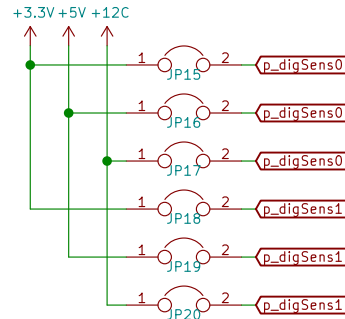 +3.3V +5V +12C
1 2 p_digSens0
JP15
1 2 p_digSens0
JP16
1 2 p_digSens0
JP17
1 2 p_digSens1
JP18
1 2 p_digSens1
JP19
1 2 p_digSens1
JP20